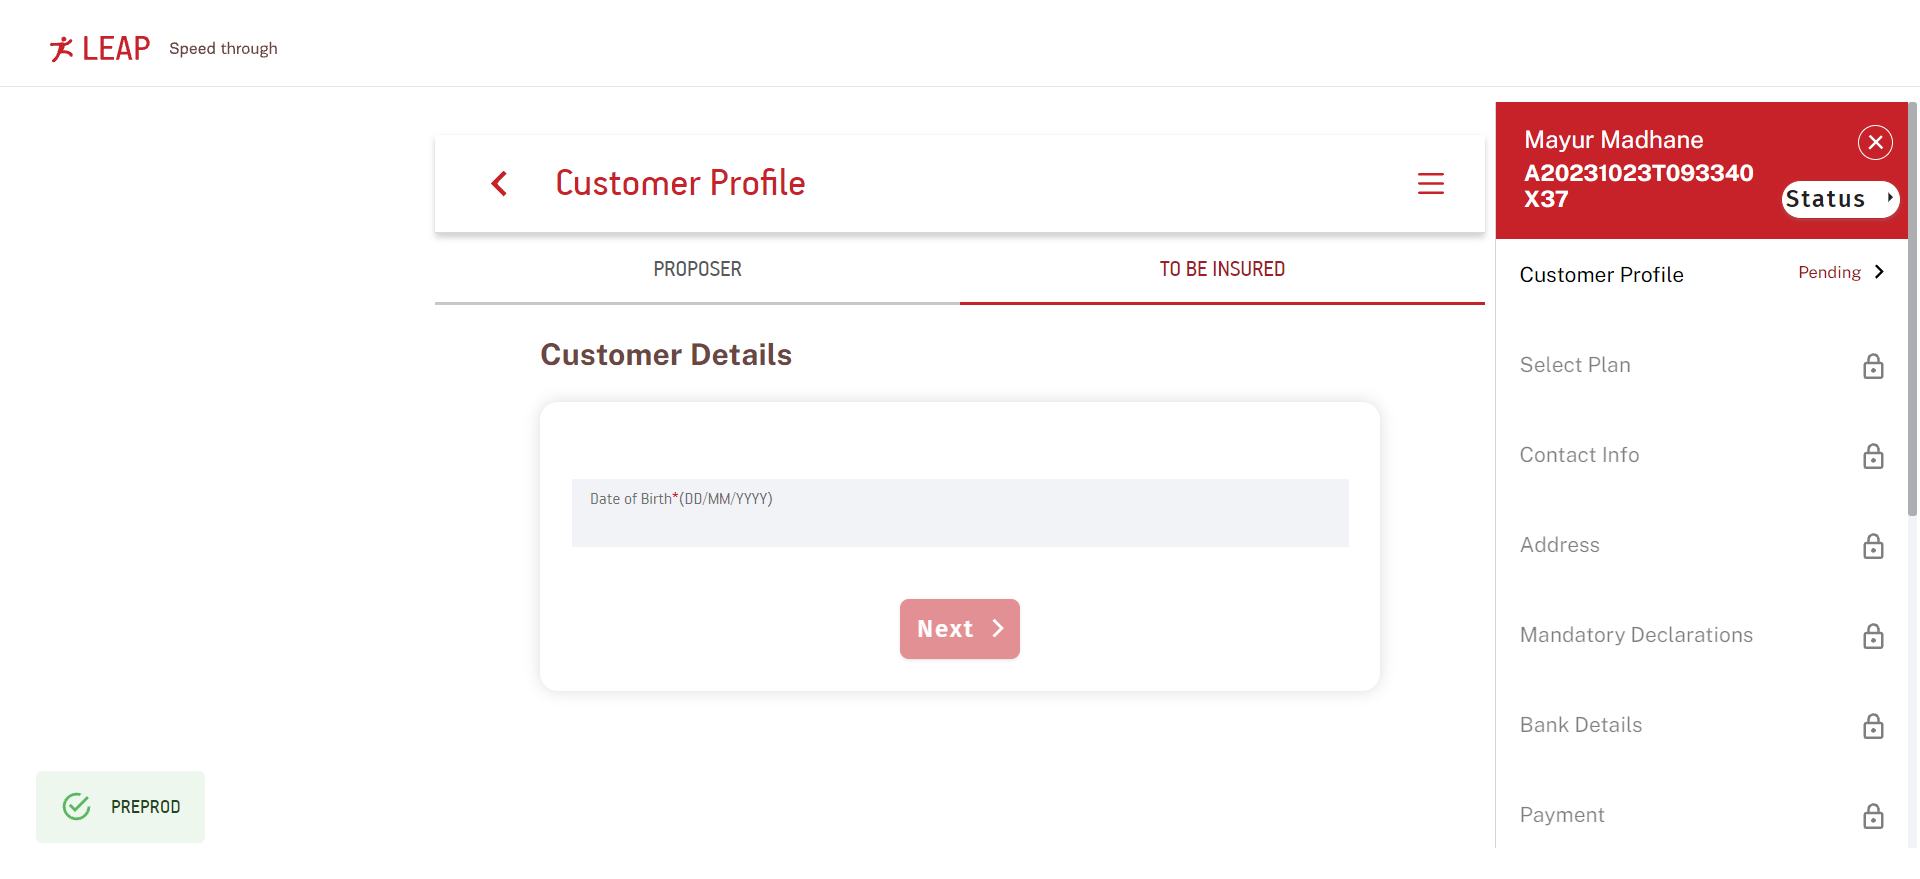 LEAP Speed through
Customer Profile
PROPOSER
TO BE INSURED
Customer Details
Date of Birth*(DD/MM/YYYY)
Next
PREPROD
Mayur Madhane
A20231023T093340
X37
Status
Customer Profile
Pending
Select Plan
Contact Info
Address
Mandatory Declarations
Bank Details
Payment